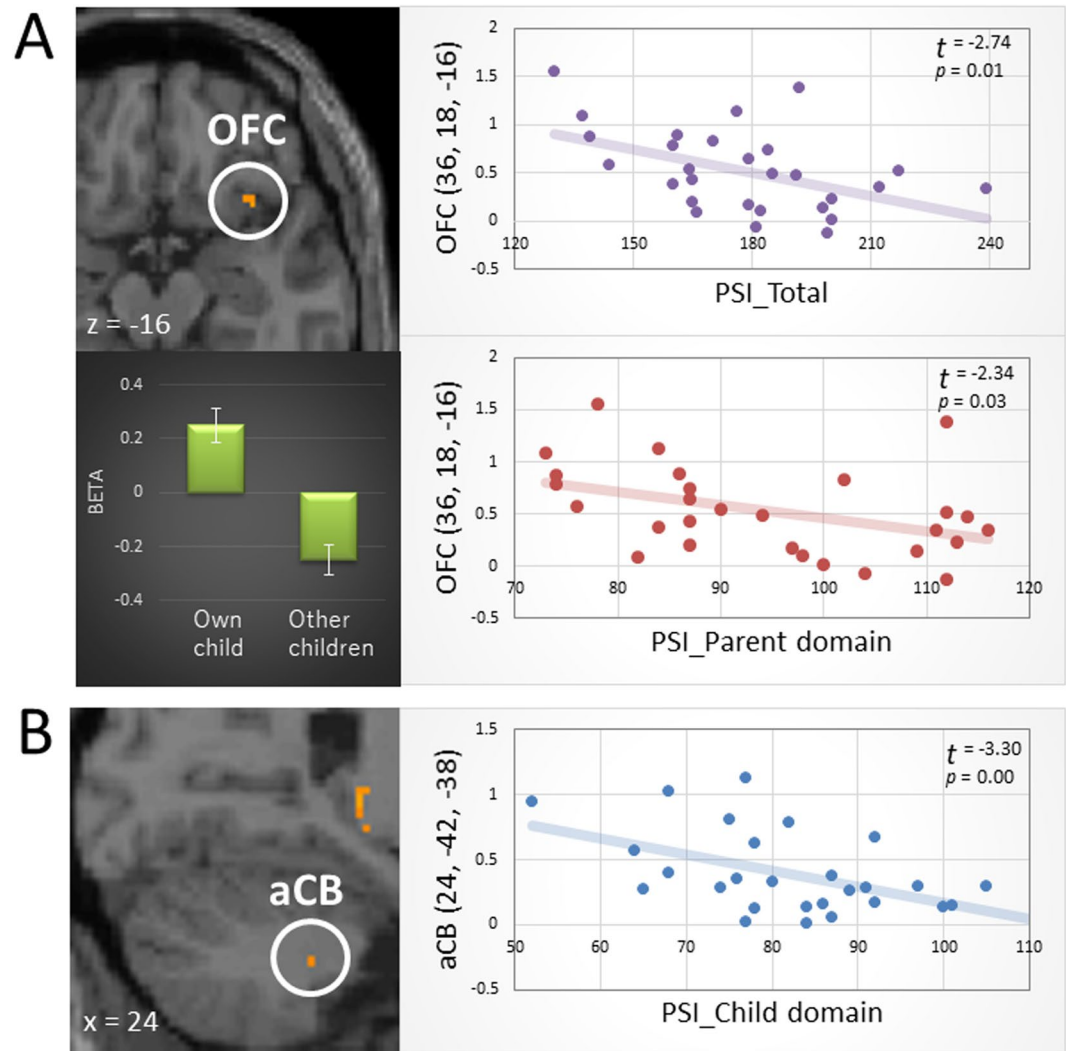 A
OFC
z = -16
OFC (36, 18, -16)
2
1.5
1
0.5
0
-0.5
120
150
180
210
240
t = -2.74
p = 0.01
PSI_Total
BETA
0.4
0.2
0
-0.2
-0.4
Own
child
Other
children
OFC (36, 18, -16)
2
1.5
1
0.5
0
-0.5
70
80
90
100
110
120
t = -2.34
p = 0.03
PSI_Parent domain
B
aCB
x = 24
aCB (24, -42, -38)
1.5
1
0.5
0
-0.5
50
60
70
80
90
100
110
t = -3.30
p = 0.00
PSI_Child domain